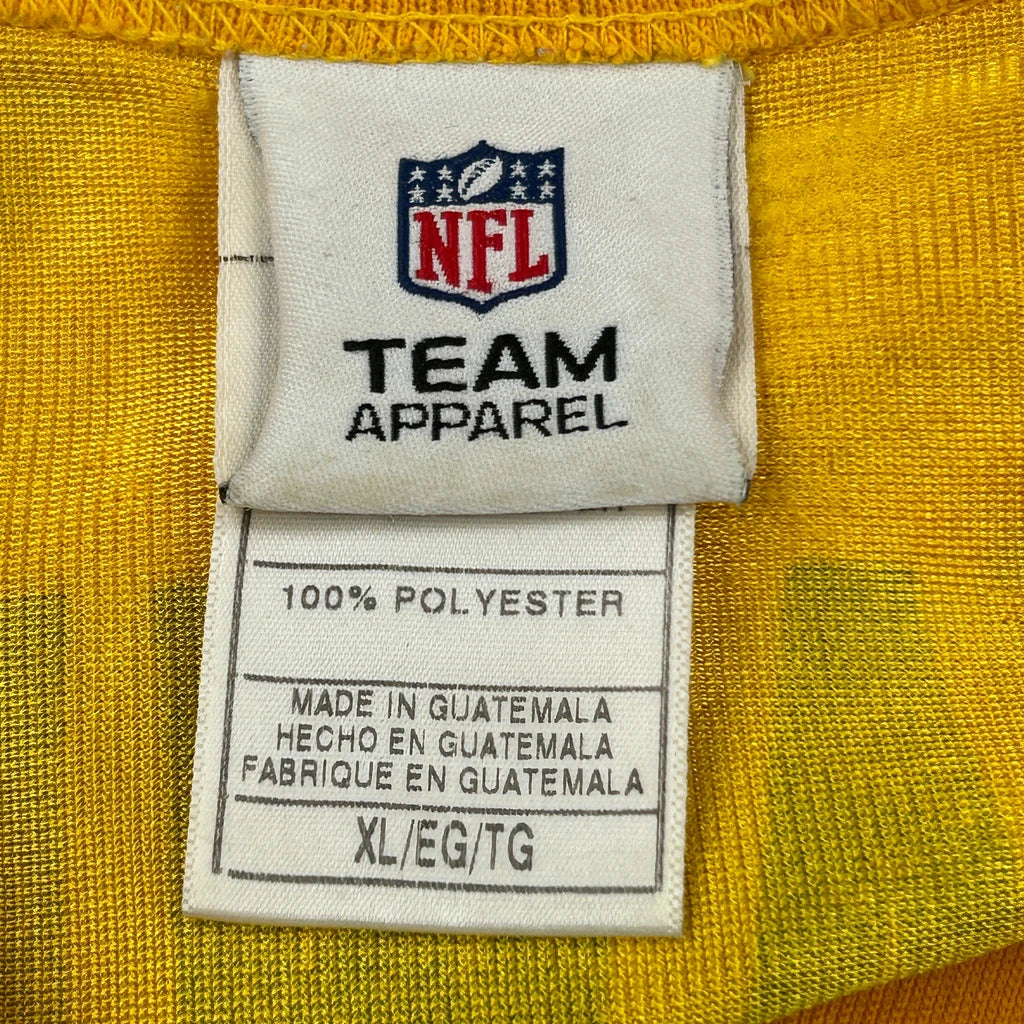 NFL
TEAM
APPAREL
100% POLYESTER
MADE IN GUATEMALA
HECHO EN GUATEMALA
FABRIQUE EN GUATEMALA
XL/EG/TG